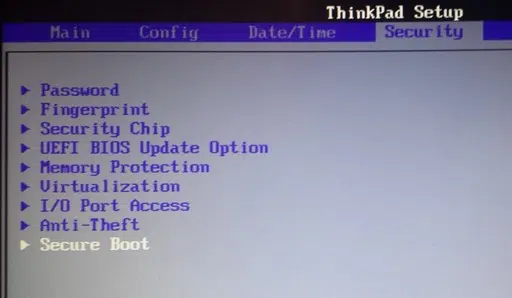 ThinkPad Setup
Main Config Date/Time Security
Password
Fingerprint
Security Chip
UEFI BIOS Update Option
Memory Protection
Virtualization
I/O Port Access
Anti-Theft
Secure Boot